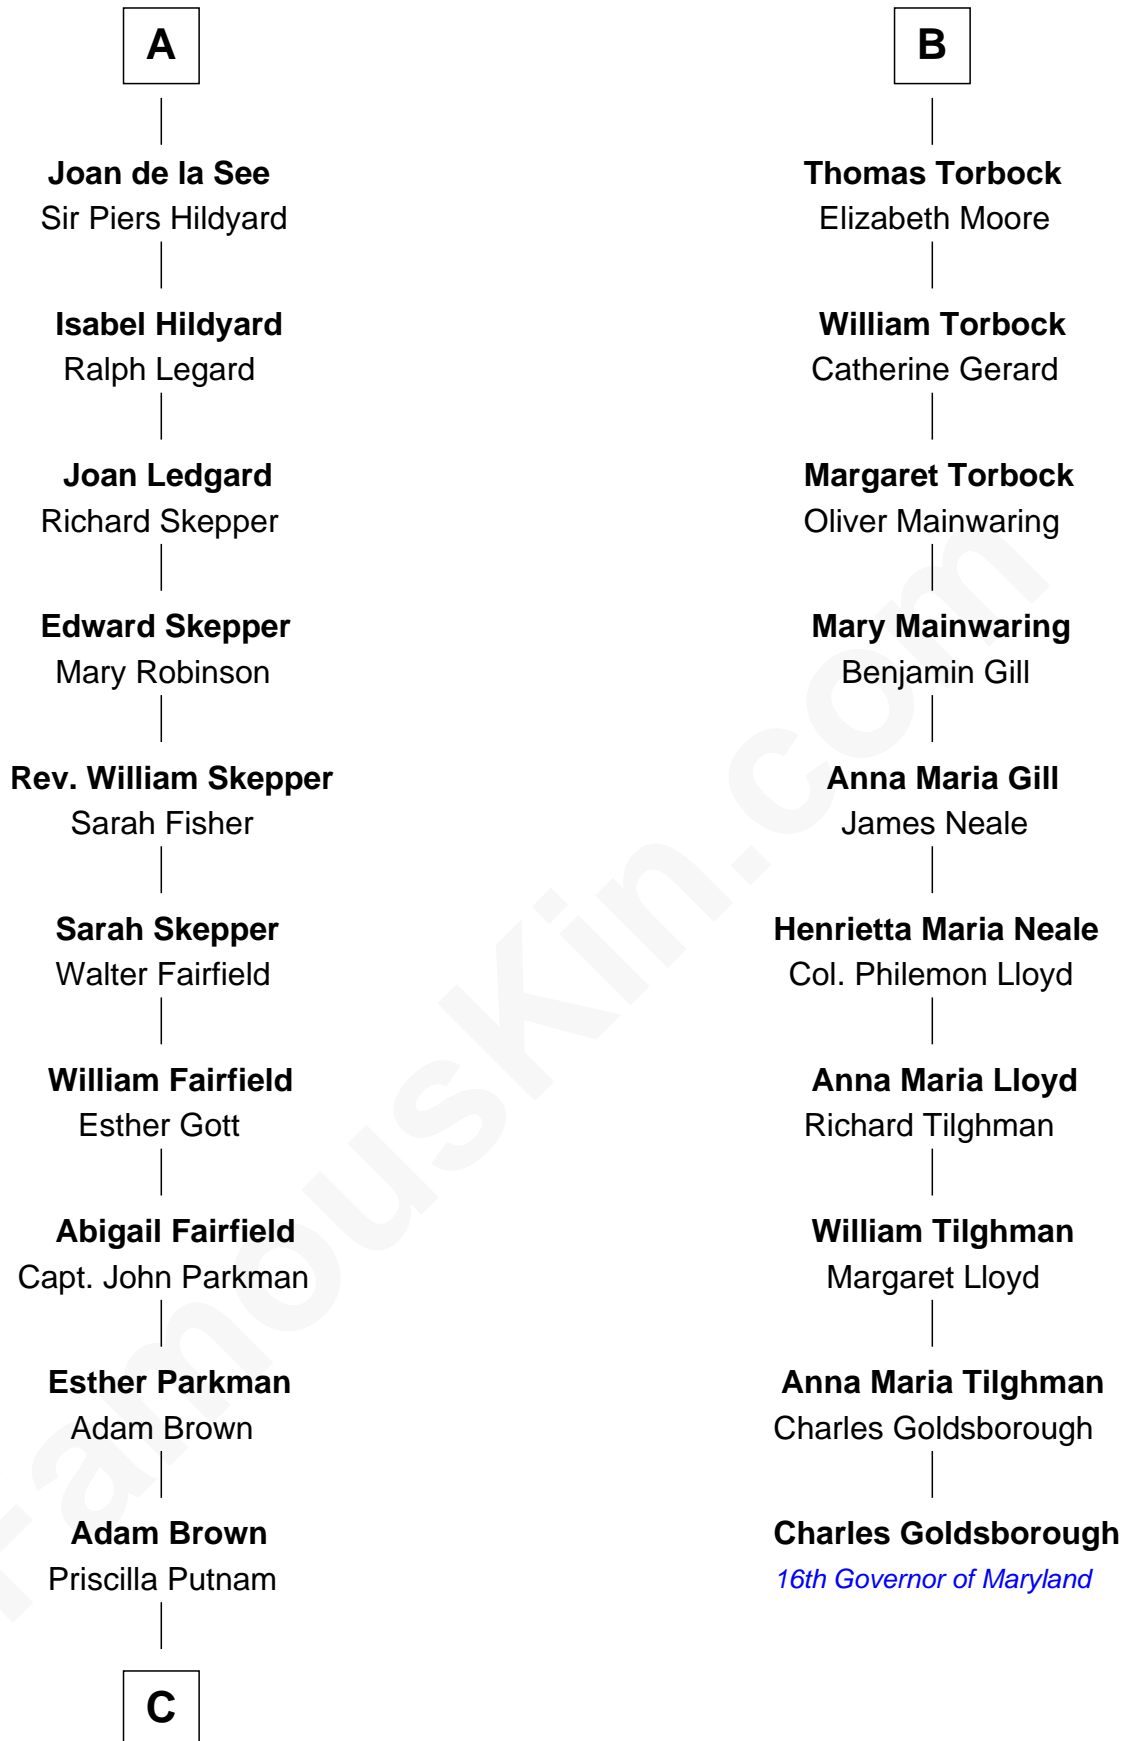 A
Joan de la See
Sir Piers Hildyard
Isabel Hildyard
Ralph Legard
Joan Ledgard
Richard Skepper
Edward Skepper
Mary Robinson
Rev. William Skepper
Sarah Fisher
Sarah Skepper
Walter Fairfield
William Fairfield
Esther Gott
Abigail Fairfield
Capt. John Parkman
Esther Parkman
Adam Brown
Adam Brown
Priscilla Putnam
C
B
Thomas Torbock
Elizabeth Moore
William Torbock
Catherine Gerard
Margaret Torbock
Oliver Mainwaring
Mary Mainwaring
Benjamin Gill
Anna Maria Gill
James Neale
Henrietta Maria Neale
Col. Philemon Lloyd
Anna Maria Lloyd
Richard Tilghman
William Tilghman
Margaret Lloyd
Anna Maria Tilghman
Charles Goldsborough
Charles Goldsborough
16th Governor of Maryland
FamousKin.com